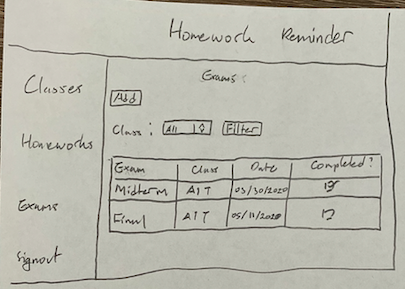 Homework Reminder
Classes
Homeworks
Exams
Signout
Exams:
Add
Class: All Filter
Exam Class Date Completed?
Midterm AIT 03/30/2020
Final AIT 05/11/2020